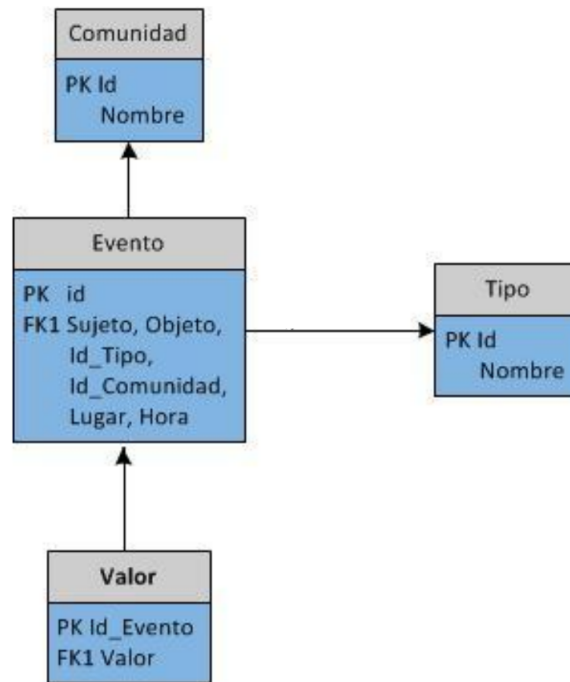 Comunidad
PK Id
Nombre
Evento
PK id
FK1 Sujeto, Objeto,
Id_Tipo,
Id_Comunidad,
Lugar, Hora
Tipo
PK Id
Nombre
Valor
PK Id_Evento
FK1 Valor